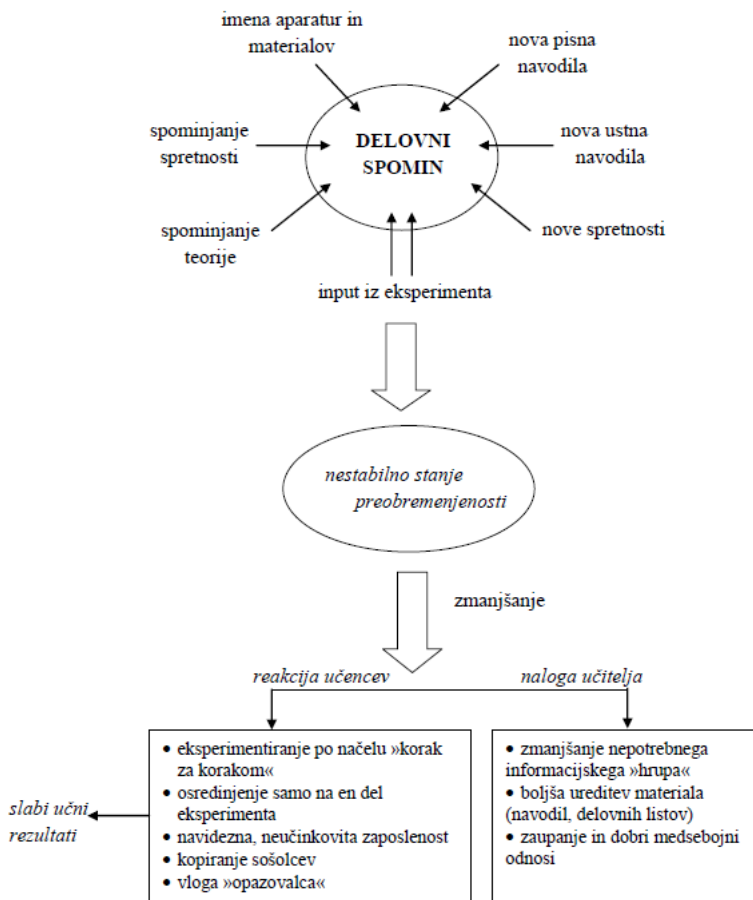 imena aparatur in
materialov
nova pisna
navodila
spominjanje
spretnosti
DELOVNI
SPOMIN
nova ustna
navodila
spominjanje
teorije
nove spretnosti
input iz eksperimenta
nestabilno stanje
preobremenjenosti
zmanjšanje
reakcija učencev
naloga učitelja
• eksperimentiranje po načelu »korak
za korakom«
• osredinjenje samo na en del
eksperimenta
• navidezna, neučinkovita zaposlenost
• kopiranje sošolcev
• vloga »opazovalca«
• zmanjšanje nepotrebnega
informacijskega »hrupa«
• boljša ureditev materiala
(navodil, delovnih listov)
• zaupanje in dobri medsebojni
odnosi
slabi učni
rezultati